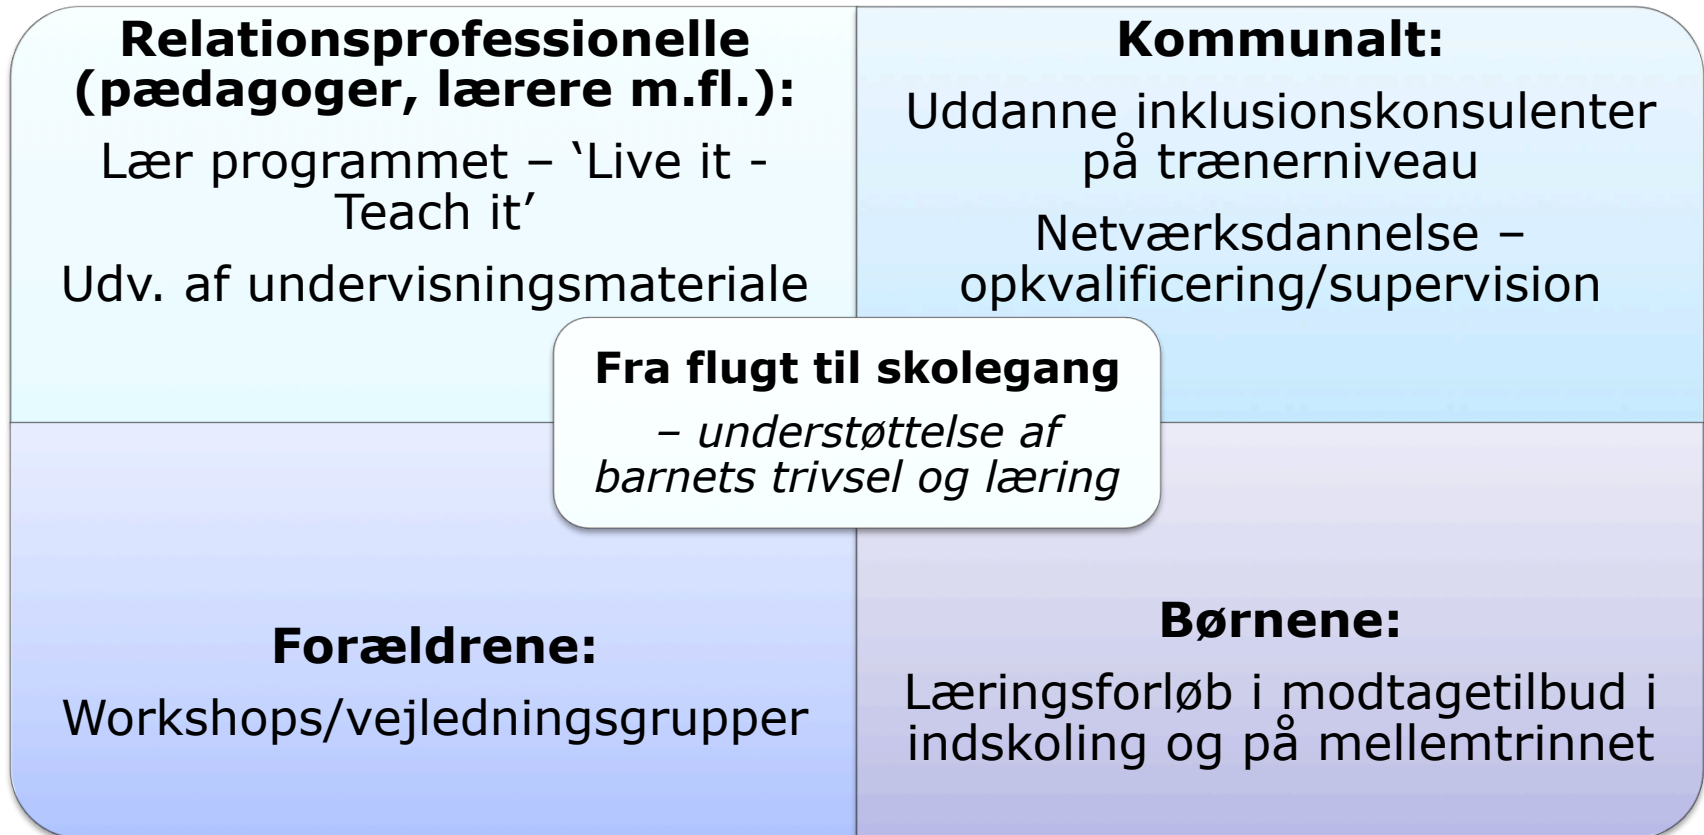 Relationsprofessionelle
(pædagoger, lærere m.fl.):
Lær programmet – ‘Live it -
Teach it’
Udv. af undervisningsmateriale
Kommunalt:
Uddanne inklusionskonsulenter
på trænerniveau
Netværksdannelse –
opkvalificering/supervision
Fra flugt til skolegang
– understøttelse af
barnets trivsel og læring
Forældrene:
Workshops/vejledningsgrupper
Børnene:
Læringsforløb i modtagetilbud i
indskoling og på mellemtrinnet